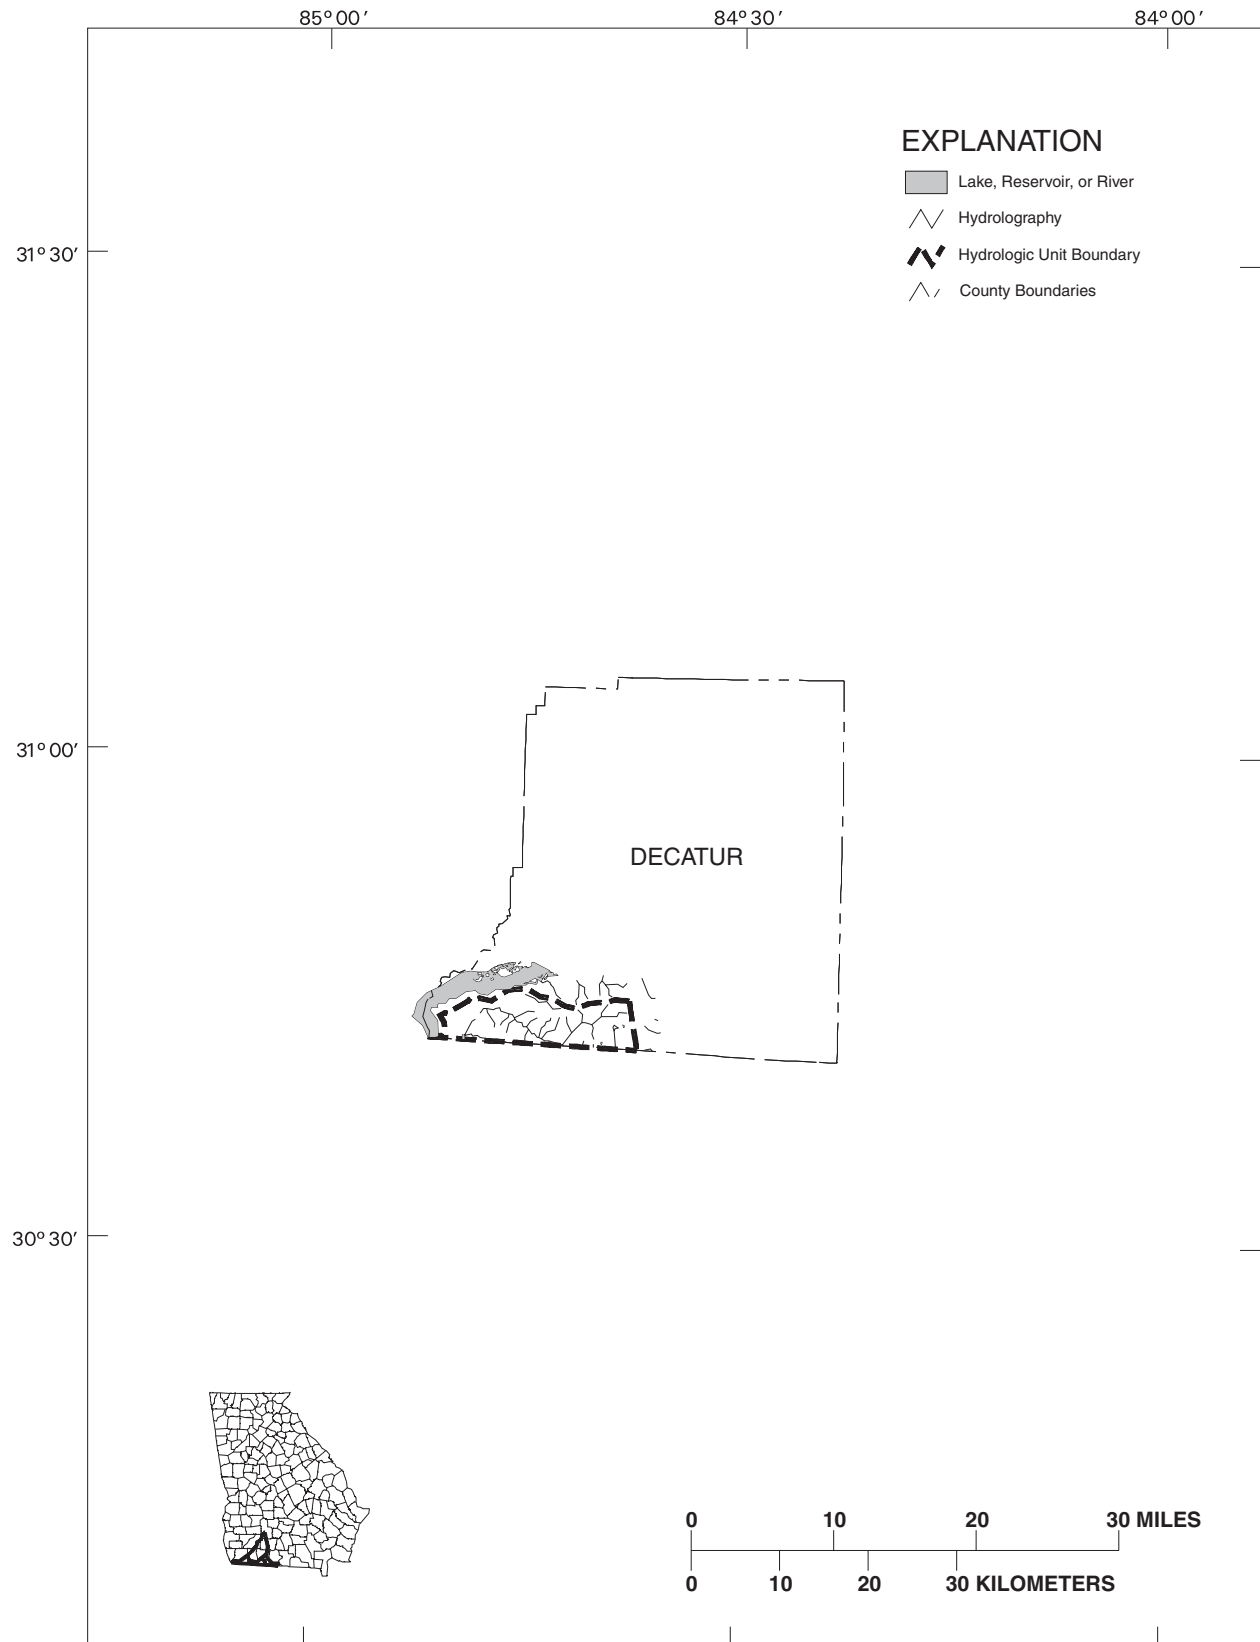 85° 00′ 84° 30′ 84° 00′
EXPLANATION
Lake, Reservoir, or River
Hydrolography
Hydrologic Unit Boundary
County Boundaries
31° 30′
31° 00′
DECATUR
30° 30′
0 10 20 30 MILES
0 10 20 30 KILOMETERS